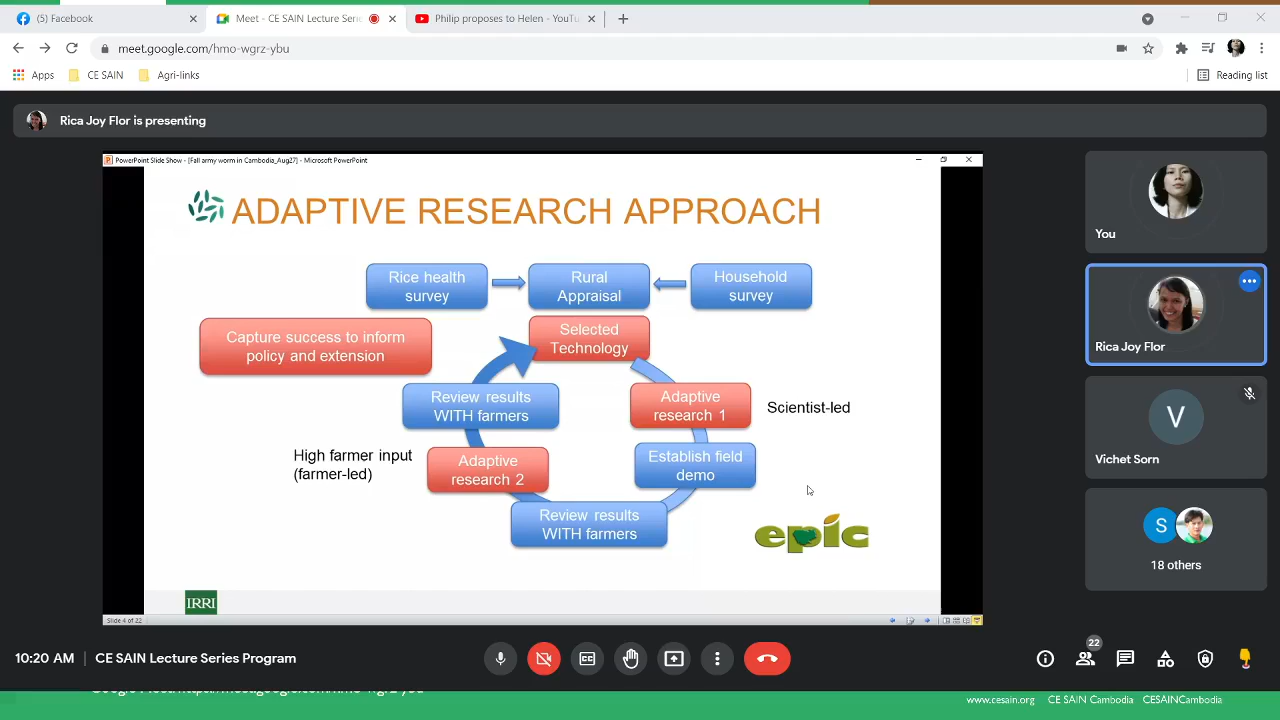 (5) Facebook
Meet - CE SAIN Lecture Serie
Philip proposes to Helen - YouTu
meet.google.com/hmo-wgrz-ybu
Apps
CE SAIN
Agri-links
Reading list
Rica Joy Flor is presenting
PowerPoint Slide Show - [Fall army worm in Cambodia_Aug27] - Microsoft PowerPoint
ADAPTIVE RESEARCH APPROACH
Rice health
survey
Rural
Appraisal
Household
survey
Capture success to inform
policy and extension
Selected
Technology
Review results
WITH farmers
Adaptive
research 1
Scientist-led
High farmer input
(farmer-led)
Adaptive
research 2
Establish field
demo
Review results
WITH farmers
epic
IRRI
Slide 4 of 22
You
Rica Joy Flor
V
Vichet Sorn
S
18 others
10:20 AM
CE SAIN Lecture Series Program
22
www.cesain.org
CE SAIN Cambodia
CESAINCambodia